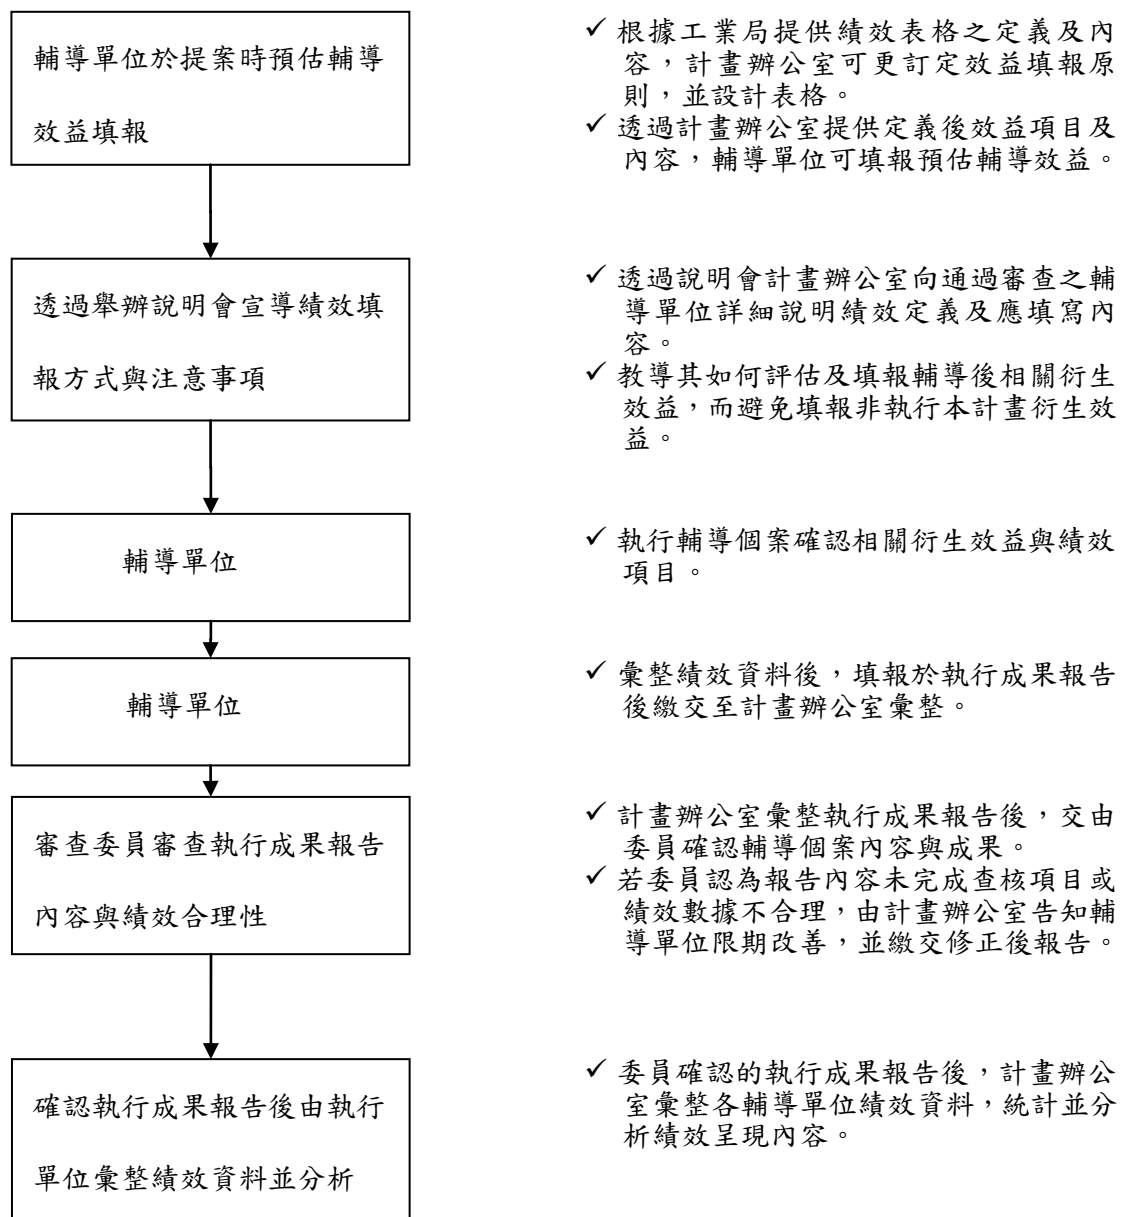 輔導單位於提案時預估輔導
效益填報
✓ 根據工業局提供績效表格之定義及內
容，計畫辦公室可更訂定效益填報原
則，並設計表格。
✓ 透過計畫辦公室提供定義後效益項目及
內容，輔導單位可填報預估輔導效益。
透過舉辦說明會宣導績效填
報方式與注意事項
✓ 透過說明會計畫辦公室向通過審查之輔
導單位詳細說明績效定義及應填寫內
容。
✓ 教導其如何評估及填報輔導後相關衍生
效益，而避免填報非執行本計畫衍生效
益。
輔導單位
✓ 執行輔導個案確認相關衍生效益與績效
項目。
輔導單位
✓ 彙整績效資料後，填報於執行成果報告
後繳交至計畫辦公室彙整。
審查委員審查執行成果報告
內容與績效合理性
✓ 計畫辦公室彙整執行成果報告後，交由
委員確認輔導個案內容與成果。
✓ 若委員認為報告內容未完成查核項目或
績效數據不合理，由計畫辦公室告知輔
導單位限期改善，並繳交修正後報告。
確認執行成果報告後由執行
單位彙整績效資料並分析
✓ 委員確認的執行成果報告後，計畫辦公
室彙整各輔導單位績效資料，統計並分
析績效呈現內容。